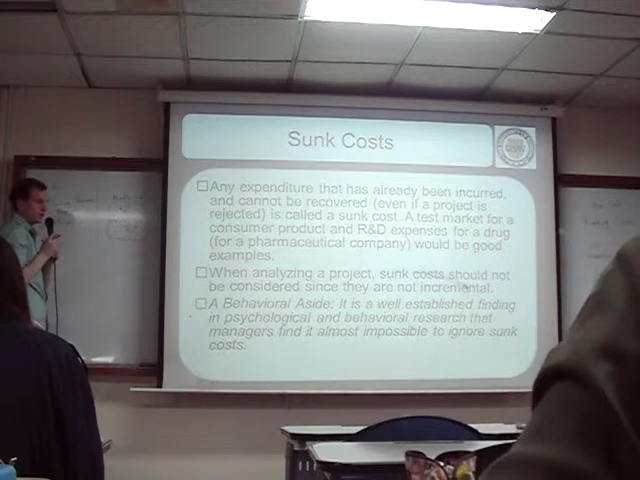 Sunk Costs
Any expenditure that has already been incurred,
and cannot be recovered (even if a project is
rejected) is called a sunk cost. A test market for a
consumer product and R&D expenses for a drug
(for a pharmaceutical company) would be good
examples.
When analyzing a project, sunk costs should not
be considered since they are not incremental.
A Behavioral Aside: It is a well established finding
in psychological and behavioral research that
managers find it almost impossible to ignore sunk
costs.